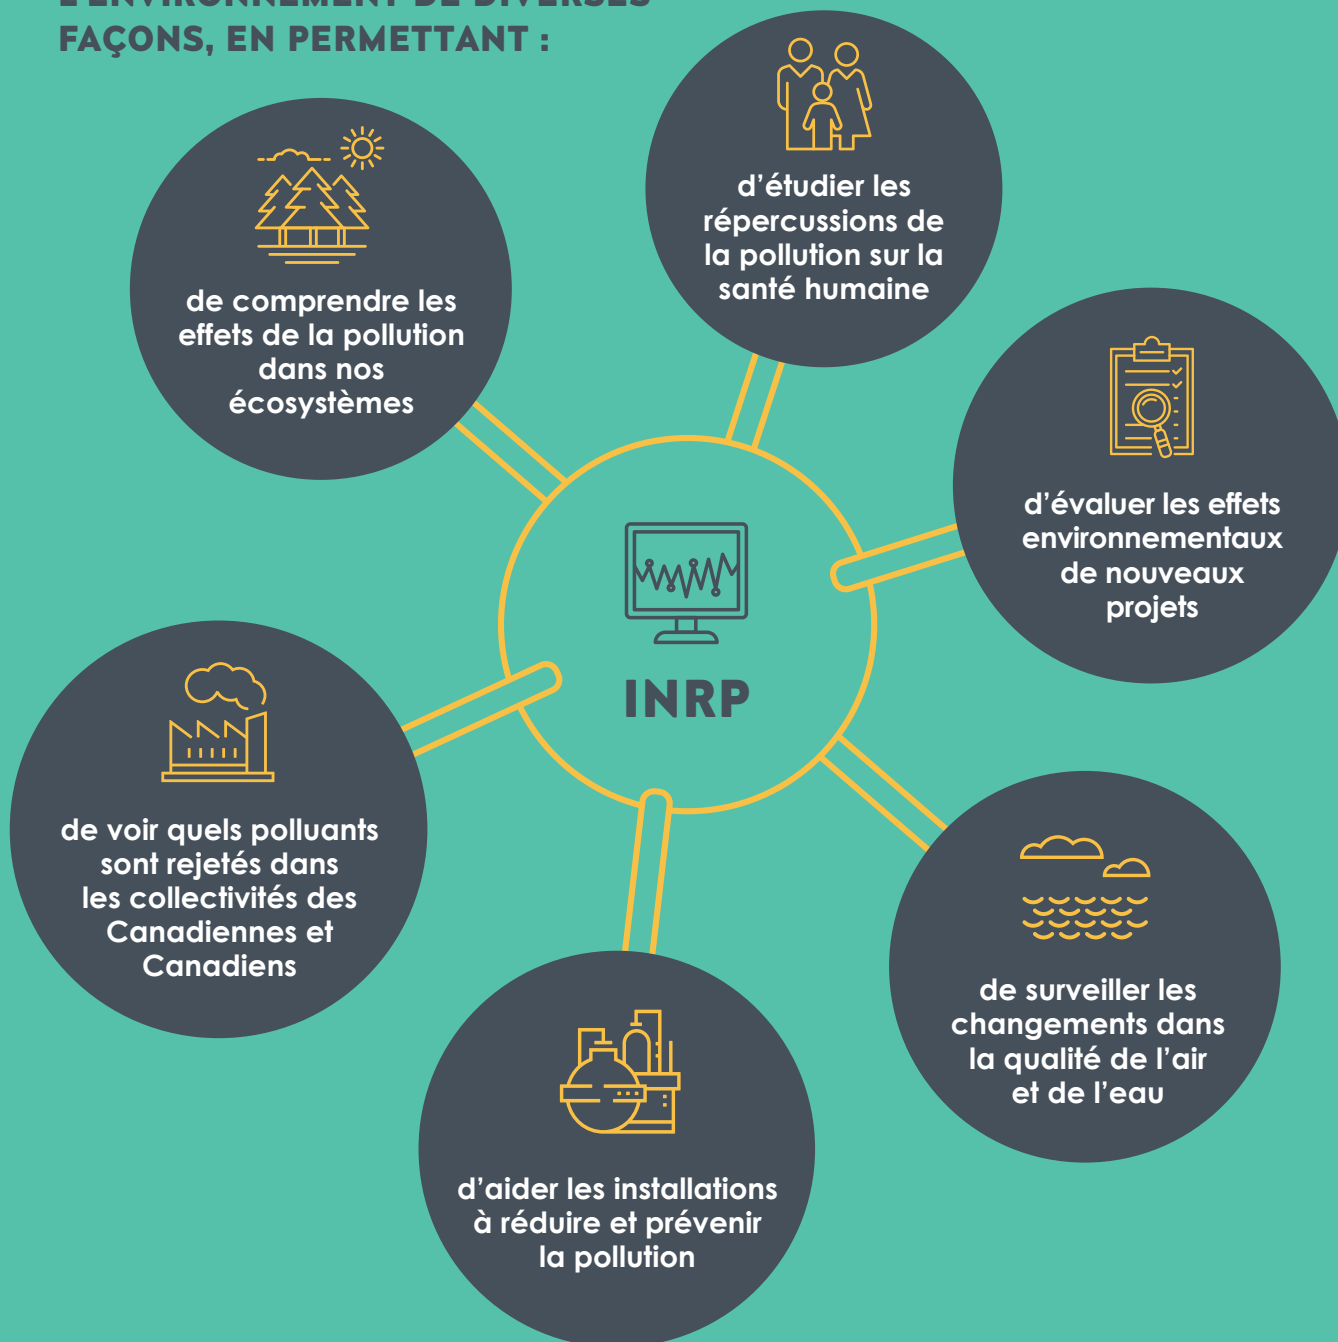 L'ENVIRONNEMENT DE DIVERSES
FAÇONS, EN PERMETTANT :
d'étudier les
répercussions de
la pollution sur la
santé humaine
de comprendre les
effets de la pollution
dans nos
écosystèmes
d'évaluer les effets
environnementaux
de nouveaux
projets
INRP
de voir quels polluants
sont rejetés dans
les collectivités des
Canadiennes et
Canadiens
de surveiller les
changements dans
la qualité de l'air
et de l'eau
d'aider les installations
à réduire et prévenir
la pollution